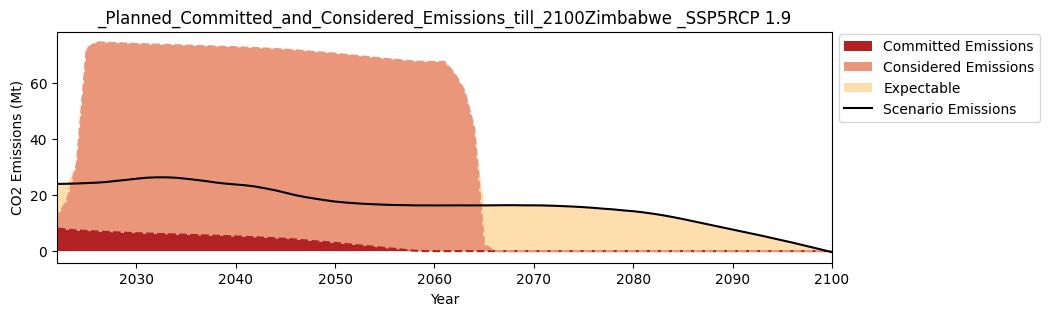 _Planned_Committed_and_Considered_Emissions_till_2100Zimbabwe _SSP5RCP 1.9
CO2 Emissions (Mt)
60
40
20
0
2030 2040 2050 2060 2070 2080 2090 2100
Year
Committed Emissions
Considered Emissions
Expectable
Scenario Emissions